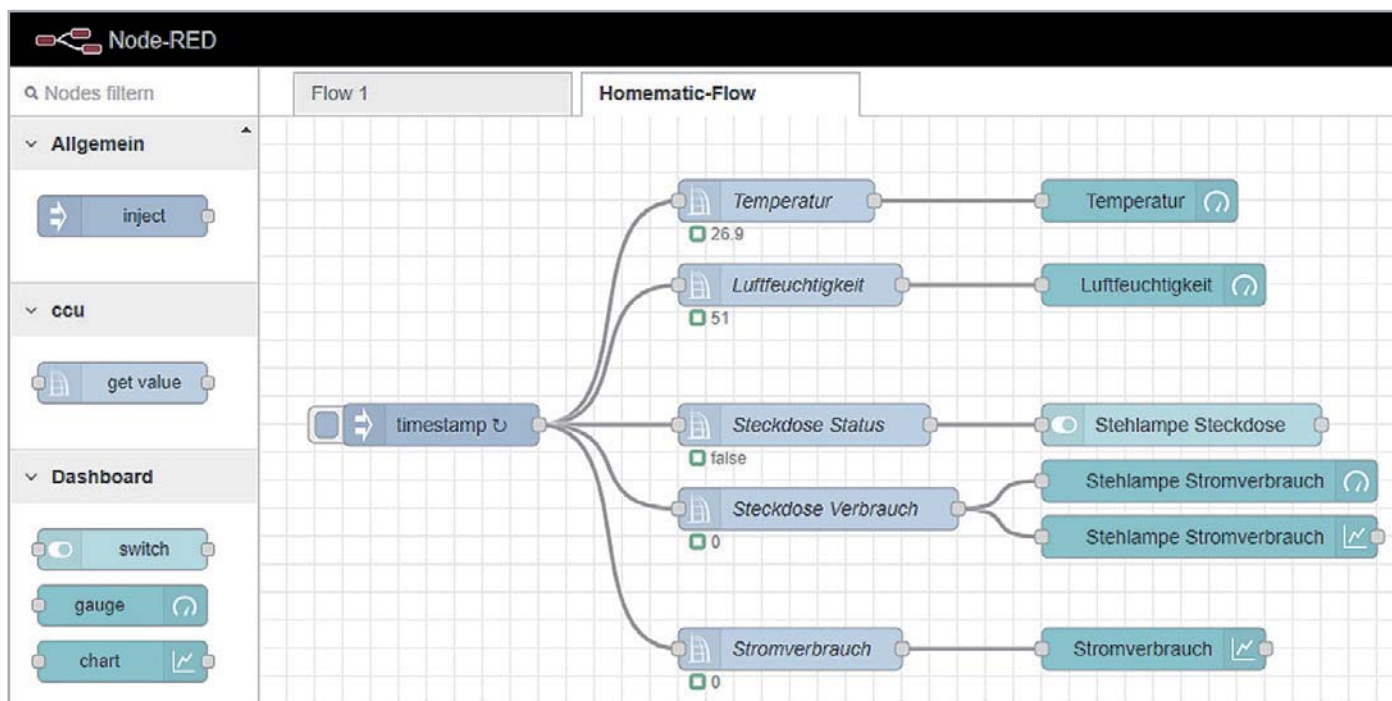 Node-RED
Nodes filtern
Flow 1
Homematic-Flow
Allgemein
inject
ccu
get value
Dashboard
switch
gauge
chart
timestamp ↻
Temperatur
26.9
Temperatur
Luftfeuchtigkeit
51
Luftfeuchtigkeit
Steckdose Status
false
Stehlampe Steckdose
Steckdose Verbrauch
0
Stehlampe Stromverbrauch
Stehlampe Stromverbrauch
Stromverbrauch
0
Stromverbrauch